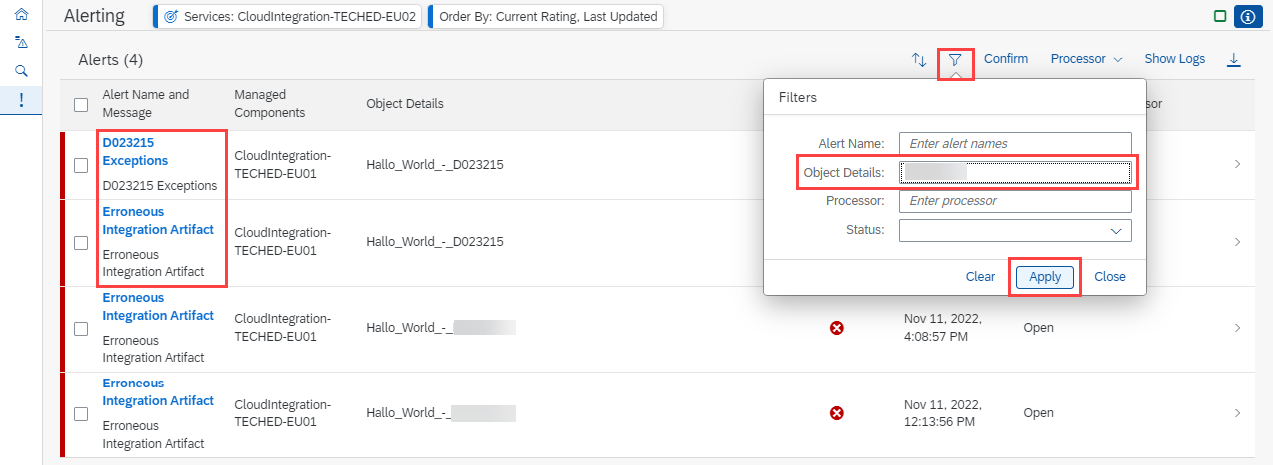 Alerting
Services: CloudIntegration-TECHED-EU02
Order By: Current Rating, Last Updated
Alerts (4)
Confirm
Processor
Show Logs
Alert Name and
Message
Managed
Components
Object Details
sor
D023215
Exceptions
D023215 Exceptions
CloudIntegration-
TECHED-EU01
Hallo_World_-_D023215
Erroneous
Integration Artifact
Erroneous
Integration Artifact
CloudIntegration-
TECHED-EU01
Hallo_World_-_D023215
Erroneous
Integration Artifact
Erroneous
Integration Artifact
CloudIntegration-
TECHED-EU01
Hallo_World_-_
Nov 11, 2022,
4:08:57 PM
Open
Erroneous
Integration Artifact
Erroneous
Integration Artifact
CloudIntegration-
TECHED-EU01
Hallo_World_-_
Nov 11, 2022,
12:13:56 PM
Open
Filters
Alert Name:
Enter alert names
Object Details:
Processor:
Enter processor
Status:
Clear
Apply
Close